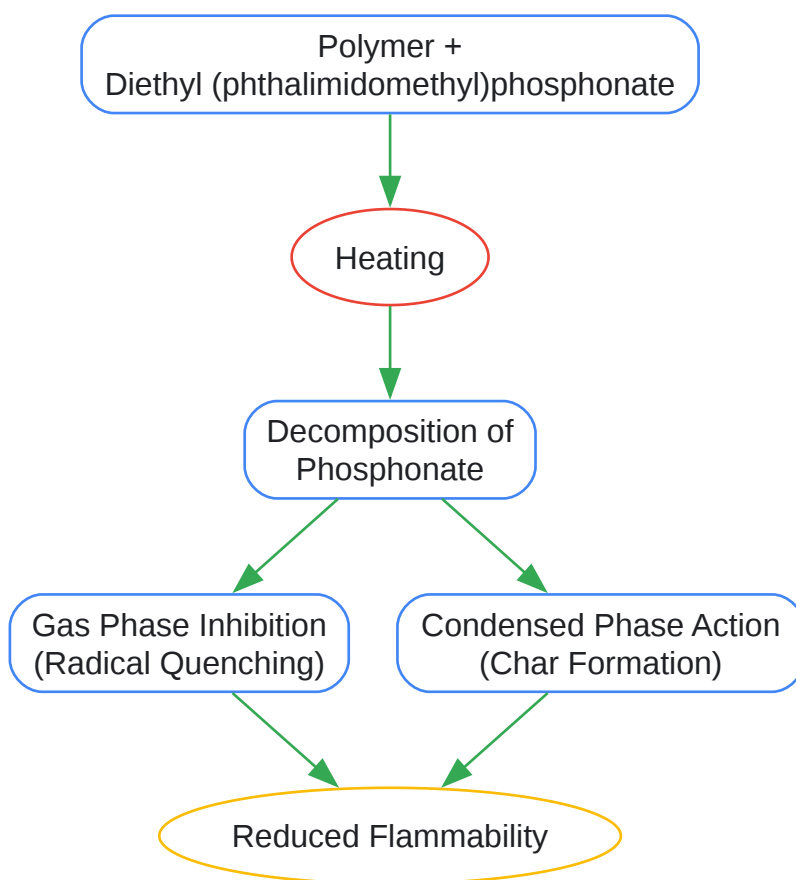 Polymer +
Diethyl (phthalimidomethyl)phosphonate
Heating
Decomposition of
Phosphonate
Gas Phase Inhibition
(Radical Quenching)
Condensed Phase Action
(Char Formation)
Reduced Flammability